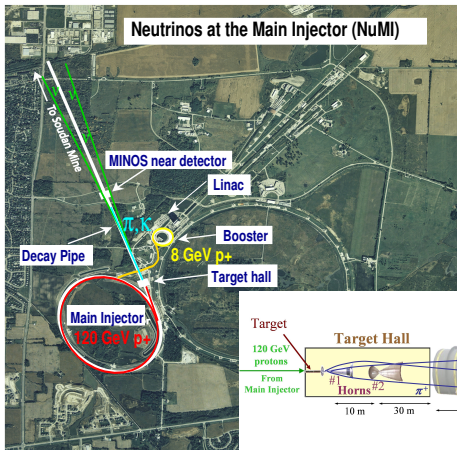 Neutrinos at the Main Injector (NuMI)
To Soudan Mine
MINOS near detector
Linac
π,κ
Booster
8 GeV p+
Decay Pipe
Target hall
Main Injector
120 GeV p+
Target
Target Hall
120 GeV
protons
From
Main Injector
#1
#2
Horns
π+
10 m
30 m